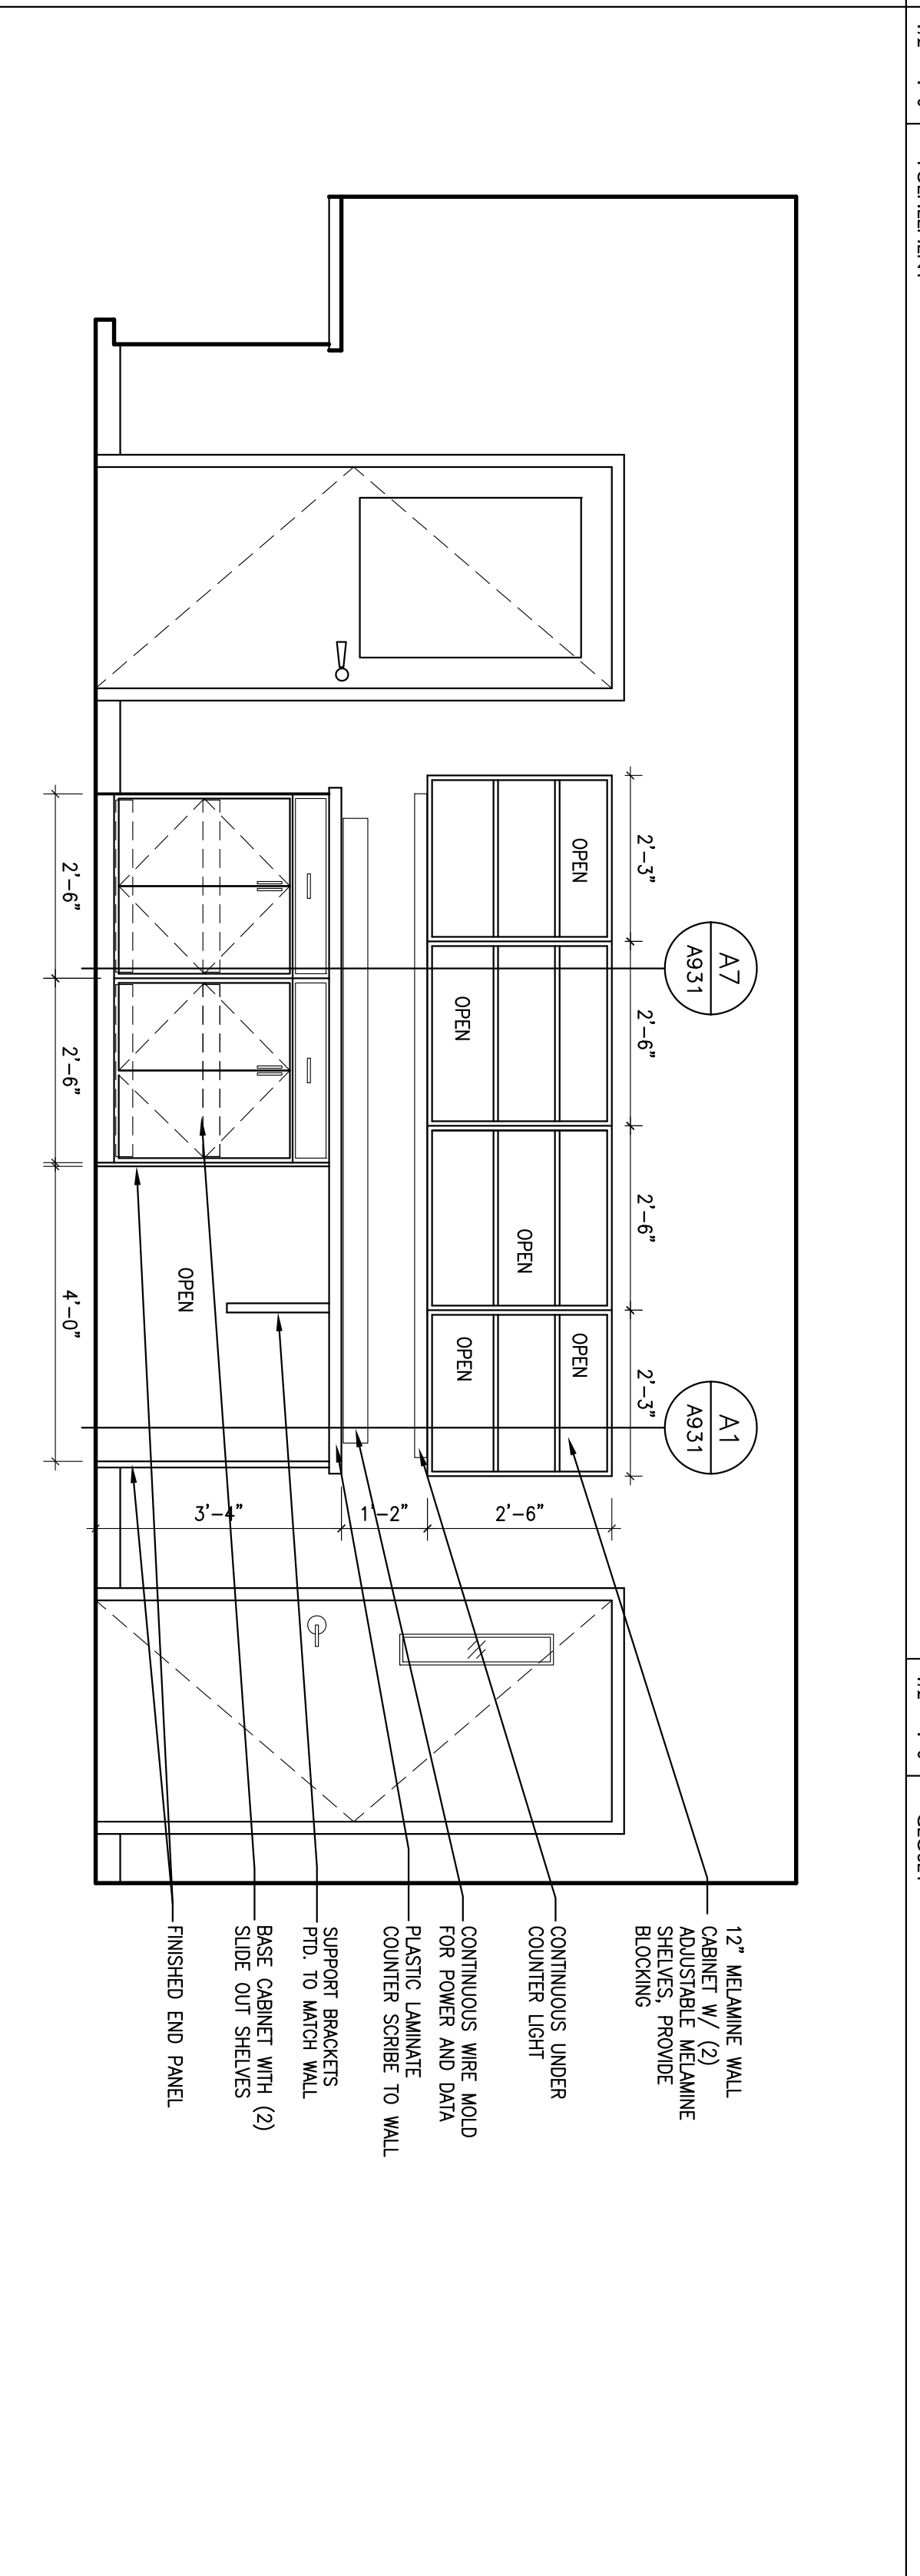 A7
A931
A1
A931
2'-3"
2'-6"
2'-6"
2'-3"
OPEN
OPEN
OPEN
OPEN
OPEN
OPEN
2'-6"
1'-2"
3'-4"
2'-6"
2'-6"
4'-0"
12" MELAMINE WALL
CABINET W/ (2)
ADJUSTABLE MELAMINE
SHELVES, PROVIDE
BLOCKING
CONTINUOUS UNDER
COUNTER LIGHT
CONTINUOUS WIRE MOLD
FOR POWER AND DATA
PLASTIC LAMINATE
COUNTER SCRIBE TO WALL
SUPPORT BRACKETS
PTD. TO MATCH WALL
BASE CABINET WITH (2)
SLIDE OUT SHELVES
FINISHED END PANEL